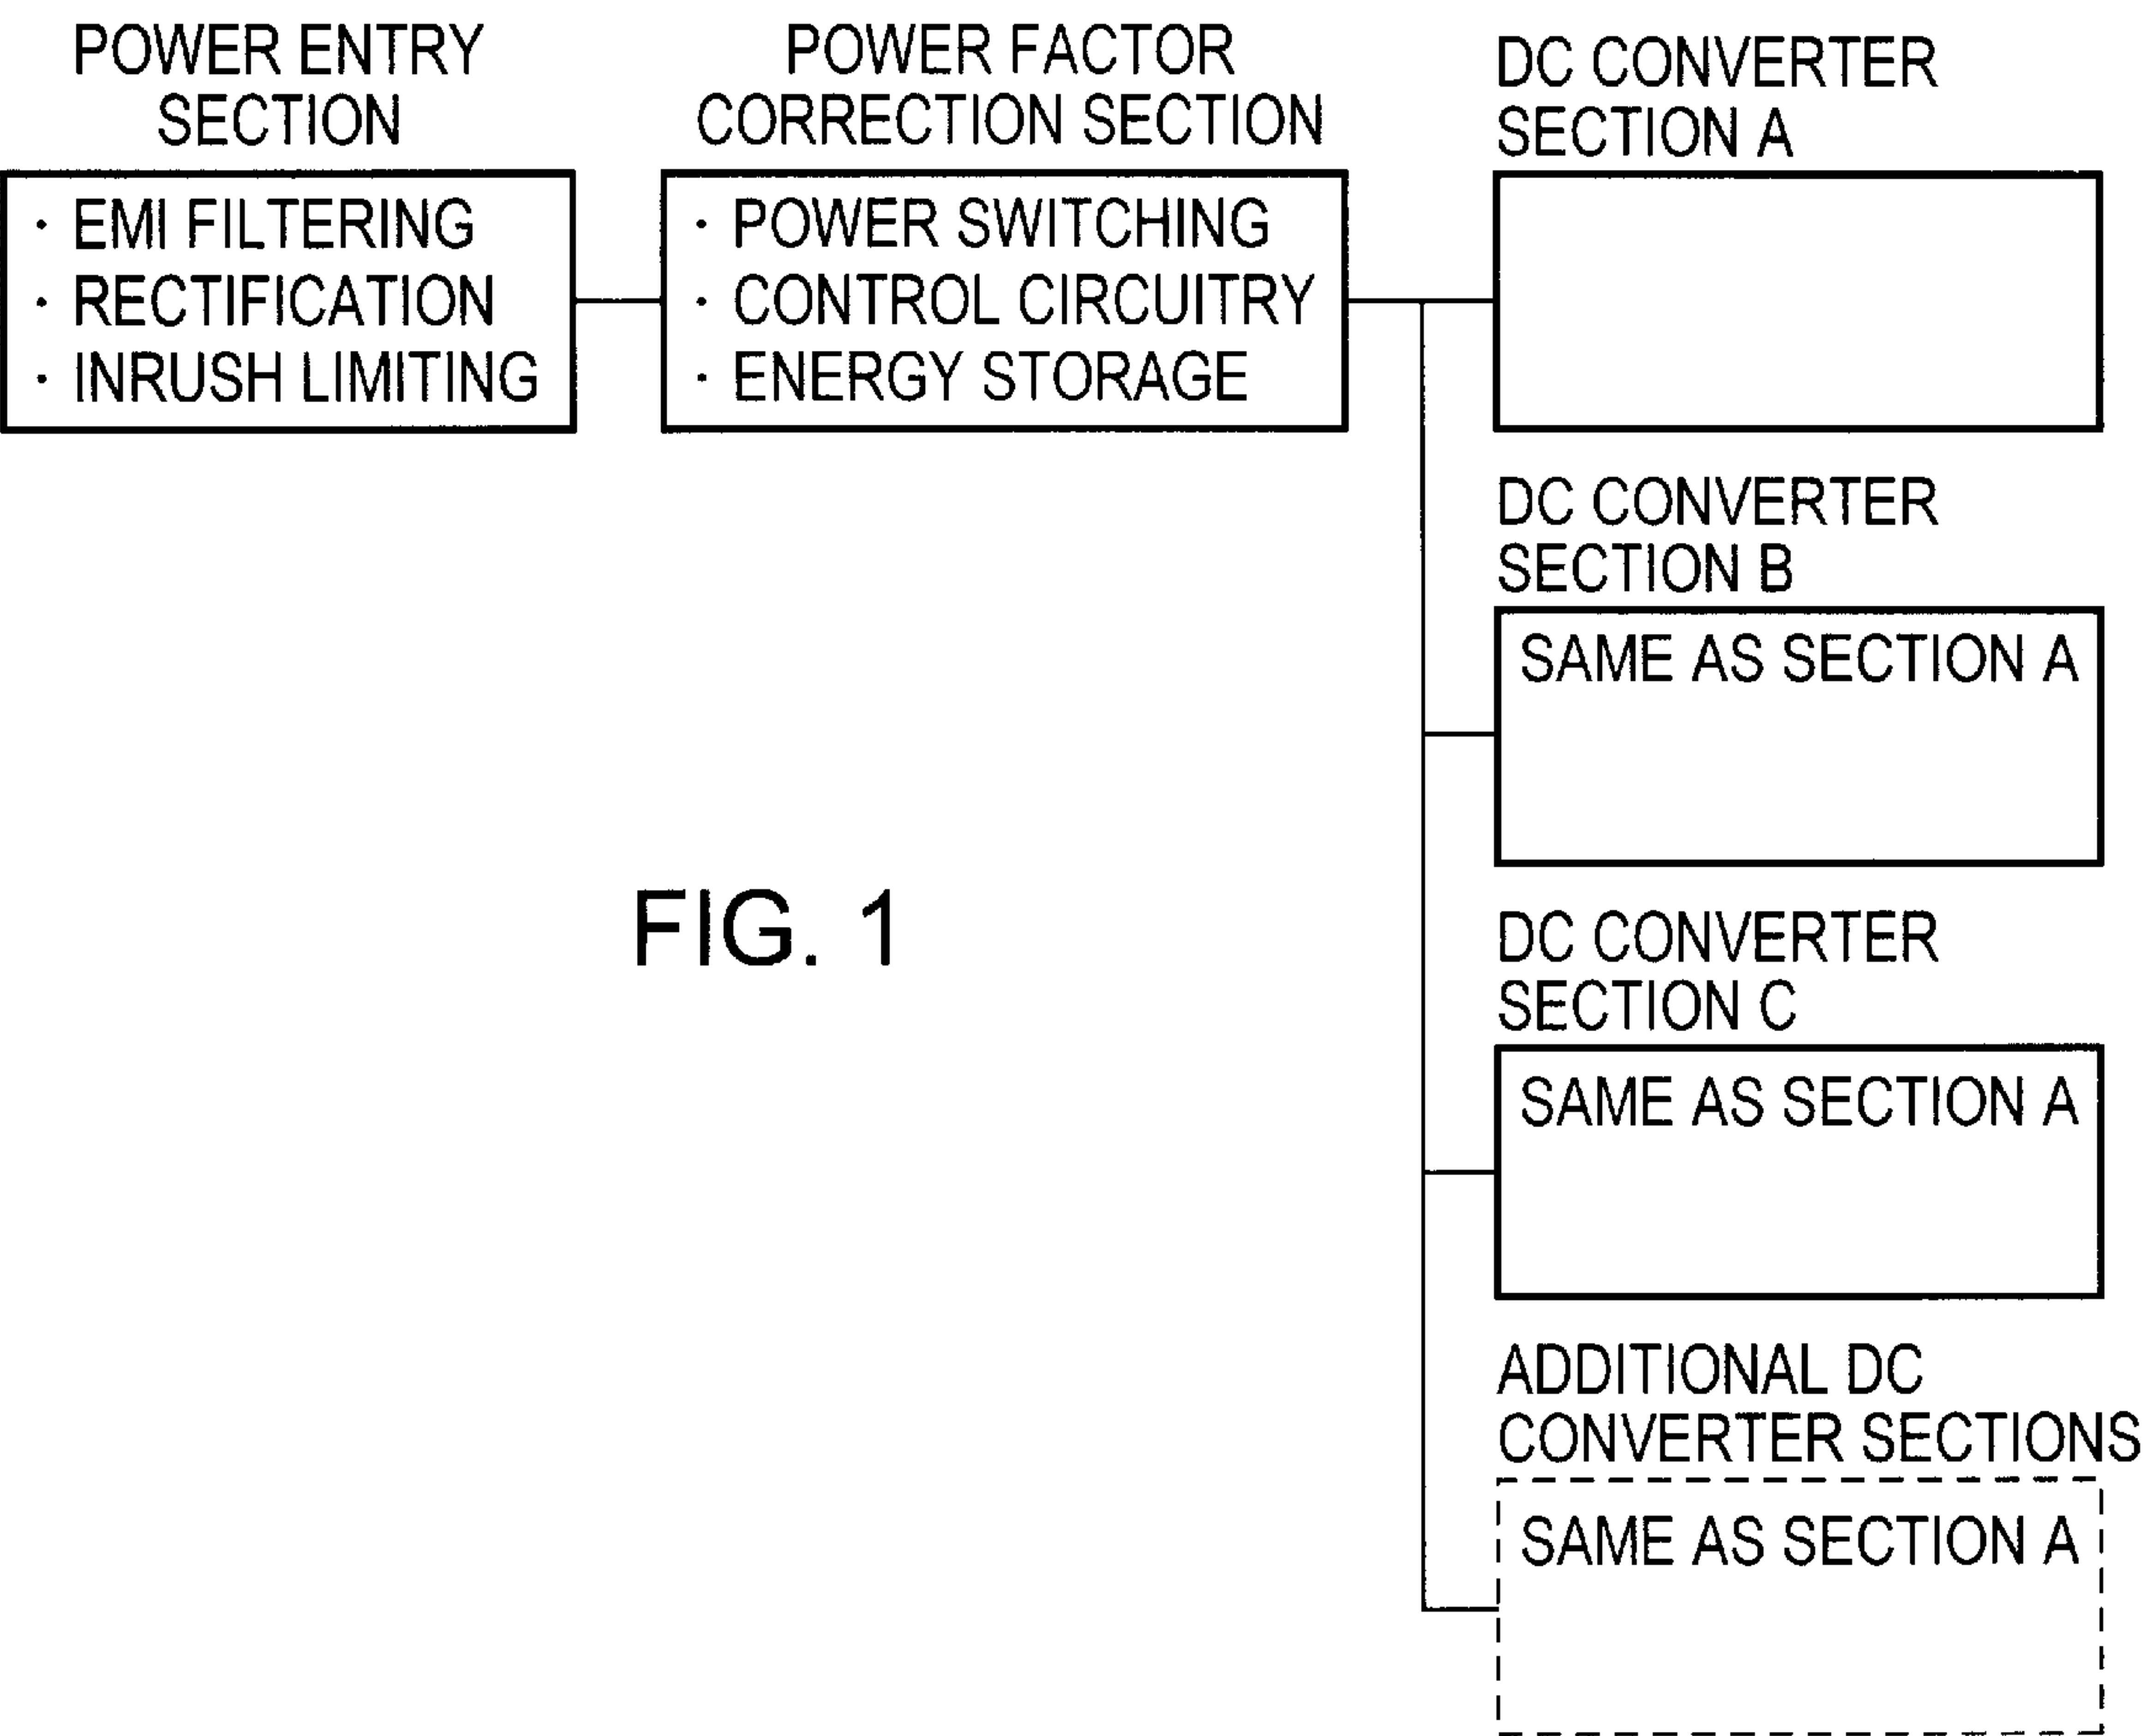 POWER ENTRY
SECTION
· EMI FILTERING
· RECTIFICATION
· INRUSH LIMITING
POWER FACTOR
CORRECTION SECTION
· POWER SWITCHING
· CONTROL CIRCUITRY
· ENERGY STORAGE
DC CONVERTER
SECTION A
DC CONVERTER
SECTION B
SAME AS SECTION A
DC CONVERTER
SECTION C
SAME AS SECTION A
ADDITIONAL DC
CONVERTER SECTIONS
SAME AS SECTION A
FIG. 1